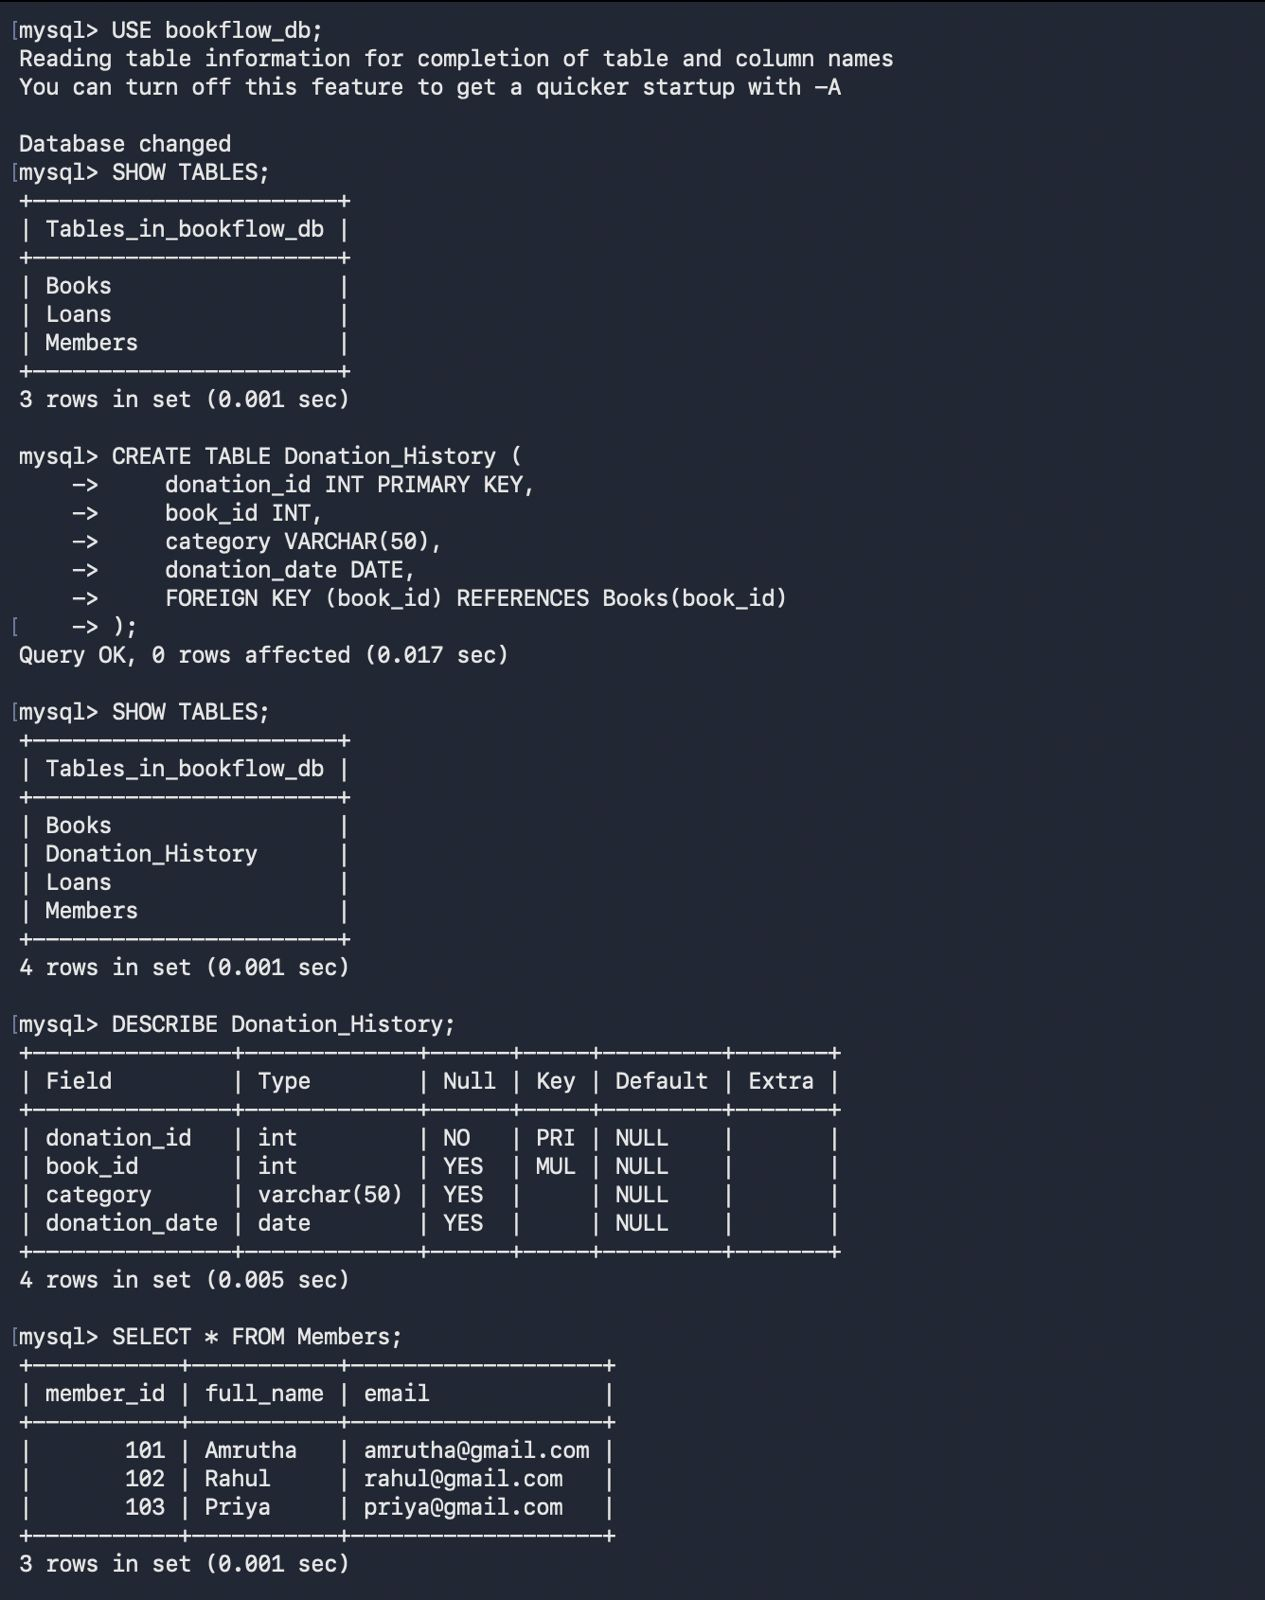 [mysql> USE bookflow_db;
Reading table information for completion of table and column names
You can turn off this feature to get a quicker startup with -A

Database changed
[mysql> SHOW TABLES;
+-----------------------+
| Tables_in_bookflow_db |
+-----------------------+
| Books                 |
| Loans                 |
| Members               |
+-----------------------+
3 rows in set (0.001 sec)

mysql> CREATE TABLE Donation_History (
    ->     donation_id INT PRIMARY KEY,
    ->     book_id INT,
    ->     category VARCHAR(50),
    ->     donation_date DATE,
    ->     FOREIGN KEY (book_id) REFERENCES Books(book_id)
[    -> );
Query OK, 0 rows affected (0.017 sec)

[mysql> SHOW TABLES;
+-----------------------+
| Tables_in_bookflow_db |
+-----------------------+
| Books                 |
| Donation_History      |
| Loans                 |
| Members               |
+-----------------------+
4 rows in set (0.001 sec)

[mysql> DESCRIBE Donation_History;
+---------------+-------------+------+-----+---------+-------+
| Field         | Type        | Null | Key | Default | Extra |
+---------------+-------------+------+-----+---------+-------+
| donation_id   | int         | NO   | PRI | NULL    |       |
| book_id       | int         | YES  | MUL | NULL    |       |
| category      | varchar(50) | YES  |     | NULL    |       |
| donation_date | date        | YES  |     | NULL    |       |
+---------------+-------------+------+-----+---------+-------+
4 rows in set (0.005 sec)

[mysql> SELECT * FROM Members;
+-----------+-----------+-------------------+
| member_id | full_name | email             |
+-----------+-----------+-------------------+
|       101 | Amrutha   | amrutha@gmail.com |
|       102 | Rahul     | rahul@gmail.com   |
|       103 | Priya     | priya@gmail.com   |
+-----------+-----------+-------------------+
3 rows in set (0.001 sec)